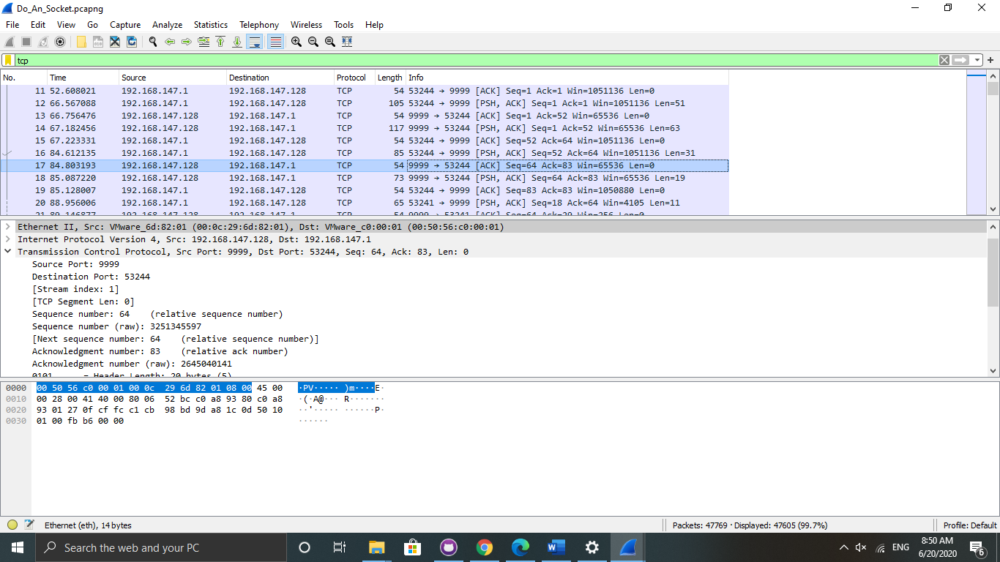 Do_An_Socket.pcapng
File Edit View Go Capture Analyze Statistics Telephony Wireless Tools Help
tcp
No. Time Source Destination Protocol Length Info
11 52.608021 192.168.147.1 192.168.147.128 TCP 54 53244 → 9999 [ACK] Seq=1 Ack=1 Win=1051136 Len=0
12 66.567088 192.168.147.1 192.168.147.128 TCP 105 53244 → 9999 [PSH, ACK] Seq=1 Ack=1 Win=1051136 Len=51
13 66.756476 192.168.147.128 192.168.147.1 TCP 54 9999 → 53244 [ACK] Seq=1 Ack=52 Win=65536 Len=0
14 67.182456 192.168.147.128 192.168.147.1 TCP 117 9999 → 53244 [PSH, ACK] Seq=1 Ack=52 Win=65536 Len=63
15 67.223331 192.168.147.1 192.168.147.128 TCP 54 53244 → 9999 [ACK] Seq=52 Ack=64 Win=1051136 Len=0
16 84.612135 192.168.147.1 192.168.147.128 TCP 85 53244 → 9999 [PSH, ACK] Seq=52 Ack=64 Win=1051136 Len=31
17 84.803193 192.168.147.128 192.168.147.1 TCP 54 9999 → 53244 [ACK] Seq=64 Ack=83 Win=65536 Len=0
18 85.087220 192.168.147.128 192.168.147.1 TCP 73 9999 → 53244 [PSH, ACK] Seq=64 Ack=83 Win=65536 Len=19
19 85.128007 192.168.147.1 192.168.147.128 TCP 54 53244 → 9999 [ACK] Seq=83 Ack=83 Win=1050880 Len=0
20 88.956006 192.168.147.1 192.168.147.128 TCP 65 53241 → 9999 [PSH, ACK] Seq=18 Ack=64 Win=4105 Len=11
21 89.146877 192.168.147.128 192.168.147.1 TCP 54 9999 → 53241 [ACK] Seq=64 Ack=29 Win=256 Len=0
Ethernet II, Src: VMware_6d:82:01 (00:0c:29:6d:82:01), Dst: VMware_c0:00:01 (00:50:56:c0:00:01)
Internet Protocol Version 4, Src: 192.168.147.128, Dst: 192.168.147.1
Transmission Control Protocol, Src Port: 9999, Dst Port: 53244, Seq: 64, Ack: 83, Len: 0
Source Port: 9999
Destination Port: 53244
[Stream index: 1]
[TCP Segment Len: 0]
Sequence number: 64 (relative sequence number)
Sequence number (raw): 3251345597
[Next sequence number: 64 (relative sequence number)]
Acknowledgment number: 83 (relative ack number)
Acknowledgment number (raw): 2645040141
0101 .... = Header Length: 20 bytes (5)
0000 00 50 56 c0 00 01 00 0c 29 6d 82 01 08 00 45 00 ·PV····· )m····E·
0010 00 28 00 41 40 00 80 06 52 bc c0 a8 93 80 c0 a8 ·(·A@··· R·······
0020 93 01 27 0f cf fc c1 cb 98 bd 9d a8 1c 0d 50 10 ··'····· ······P·
0030 01 00 fb b6 00 00 ······
Ethernet (eth), 14 bytes Packets: 47769 · Displayed: 47605 (99.7%) Profile: Default
Search the web and your PC
ENG
8:50 AM
6/20/2020
6